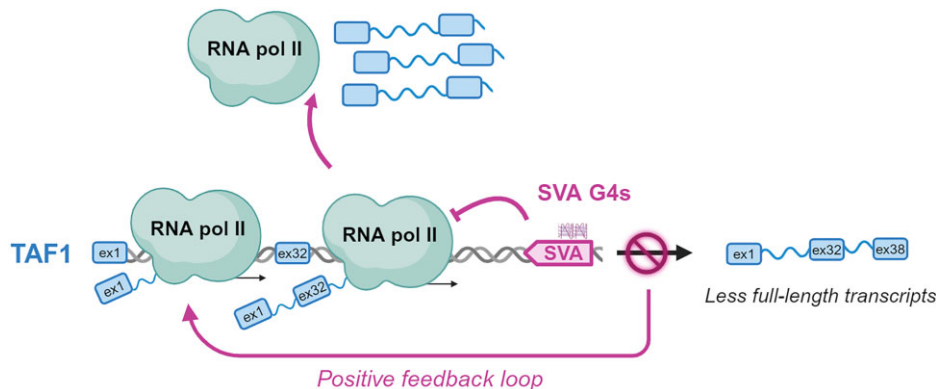 RNA pol II
SVA G4s
RNA pol II
RNA pol II
TAF1
ex1
ex32
SVA
ex1
ex32
ex38
ex1
ex1
ex32
Less full-length transcripts
Positive feedback loop